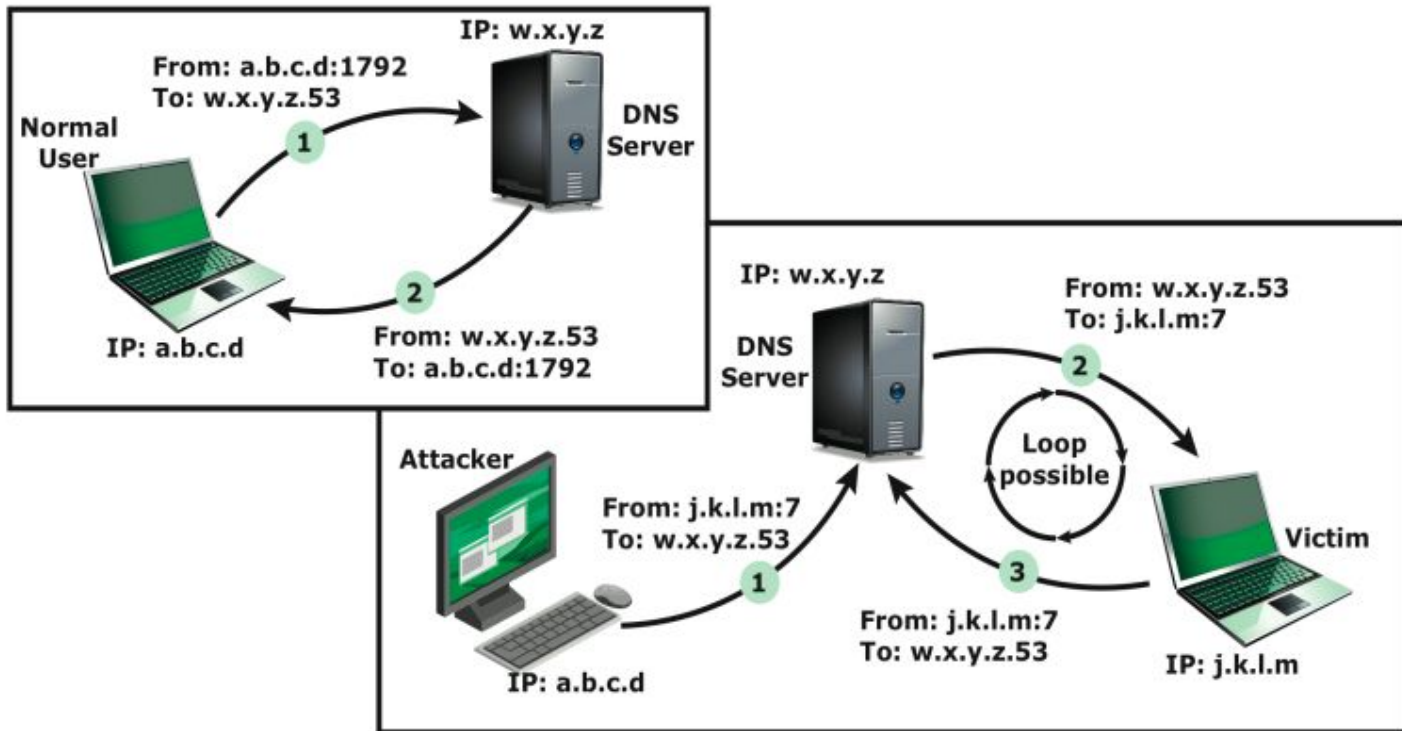 IP: w.x.y.z
From: a.b.c.d:1792
To: w.x.y.z.53
1
Normal
User
DNS
Server
2
IP: a.b.c.d
From: w.x.y.z.53
To: a.b.c.d:1792
IP: w.x.y.z
From: w.x.y.z.53
To: j.k.l.m:7
DNS
Server
2
Loop
possible
Attacker
From: j.k.l.m:7
To: w.x.y.z.53
1
Victim
3
From: j.k.l.m:7
To: w.x.y.z.53
IP: a.b.c.d
IP: j.k.l.m